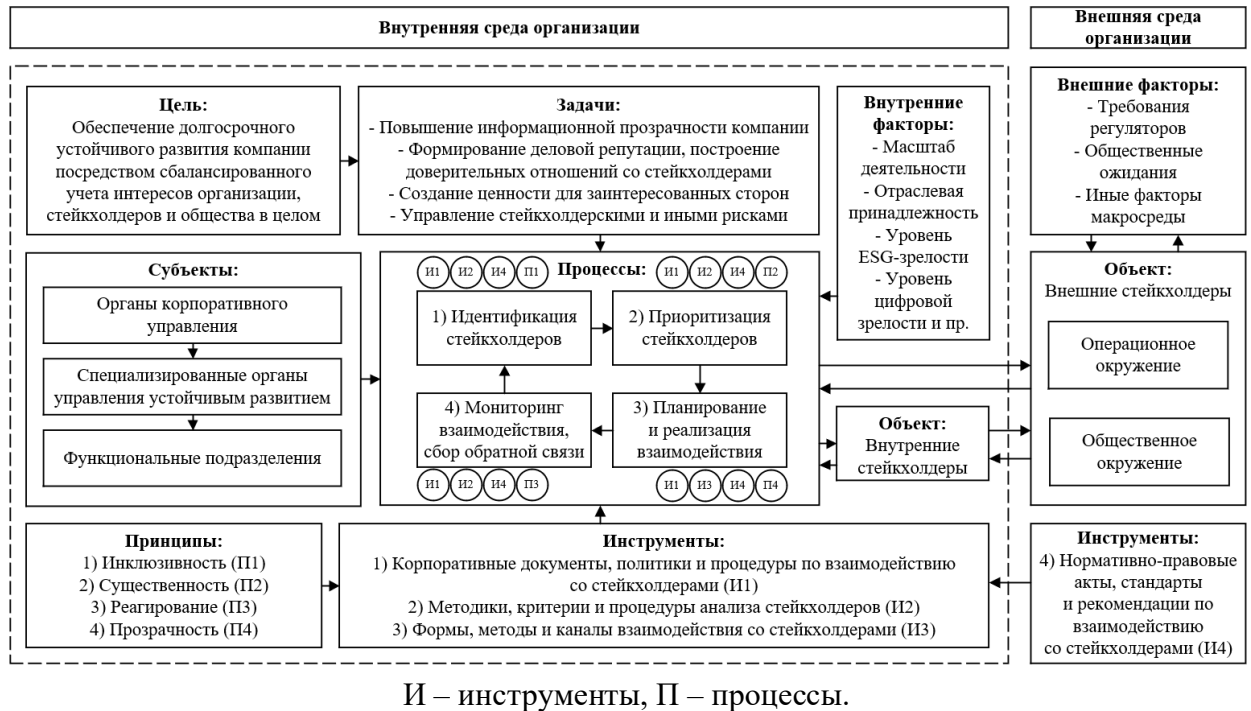 Внутренняя среда организации
Внешняя среда
организации
Цель:
Обеспечение долгосрочного
устойчивого развития компании
посредством сбалансированного
учета интересов организации,
стейкхолдеров и общества в целом
Задачи:
- Повышение информационной прозрачности компании
- Формирование деловой репутации, построение
доверительных отношений со стейкхолдерами
- Создание ценности для заинтересованных сторон
- Управление стейкхолдерскими и иными рисками
Внутренние
факторы:
- Масштаб
деятельности
- Отраслевая
принадлежность
- Уровень
ESG-зрелости
- Уровень
цифровой
зрелости и пр.
Внешние факторы:
- Требования
регуляторов
- Общественные
ожидания
- Иные факторы
макросреды
Субъекты:
Органы корпоративного
управления
Специализированные органы
управления устойчивым развитием
Функциональные подразделения
И1 И2 И4 П1 Процессы: И1 И2 И4 П2
1) Идентификация
стейкхолдеров
2) Приоритизация
стейкхолдеров
4) Мониторинг
взаимодействия,
сбор обратной связи
3) Планирование
и реализация
взаимодействия
И1 И2 И4 П3
И1 И3 И4 П4
Объект:
Внутренние
стейкхолдеры
Объект:
Внешние стейкхолдеры
Операционное
окружение
Общественное
окружение
Принципы:
1) Инклюзивность (П1)
2) Существенность (П2)
3) Реагирование (П3)
4) Прозрачность (П4)
Инструменты:
1) Корпоративные документы, политики и процедуры по взаимодействию
со стейкхолдерами (И1)
2) Методики, критерии и процедуры анализа стейкхолдеров (И2)
3) Формы, методы и каналы взаимодействия со стейкхолдерами (И3)
Инструменты:
4) Нормативно-правовые
акты, стандарты
и рекомендации по
взаимодействию
со стейкхолдерами (И4)
И – инструменты, П – процессы.